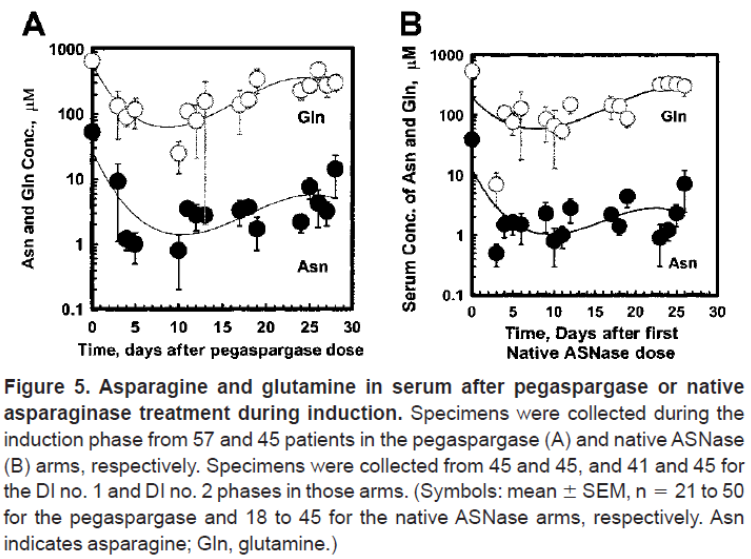 A
B
1000
100
10
1
0.1
Asn and Gln Conc., μM
Gln
Asn
0 5 10 15 20 25 30
Time, days after pegaspargase dose
1000
100
10
1
0.1
Serum Conc. of Asn and Gln, μM
Gln
Asn
0 5 10 15 20 25 30
Time, Days after first
Native ASNase dose
Figure 5. Asparagine and glutamine in serum after pegaspargase or native
asparaginase treatment during induction. Specimens were collected during the
induction phase from 57 and 45 patients in the pegaspargase (A) and native ASNase
(B) arms, respectively. Specimens were collected from 45 and 45, and 41 and 45 for
the DI no. 1 and DI no. 2 phases in those arms. (Symbols: mean ± SEM, n = 21 to 50
for the pegaspargase and 18 to 45 for the native ASNase arms, respectively. Asn
indicates asparagine; Gln, glutamine.)